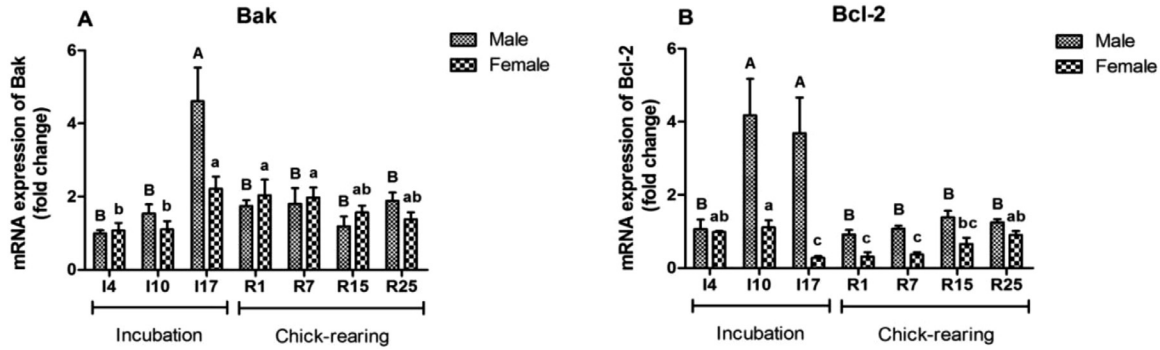 A
Bak
Male
Female
mRNA expression of Bak
(fold change)
6
4
2
0
B b B b A a B a B a B ab B ab
I4 I10 I17 R1 R7 R15 R25
Incubation Chick-rearing
B
Bcl-2
Male
Female
mRNA expression of Bcl-2
(fold change)
6
4
2
0
B ab A a A c B c B c B bc B ab
I4 I10 I17 R1 R7 R15 R25
Incubation Chick-rearing